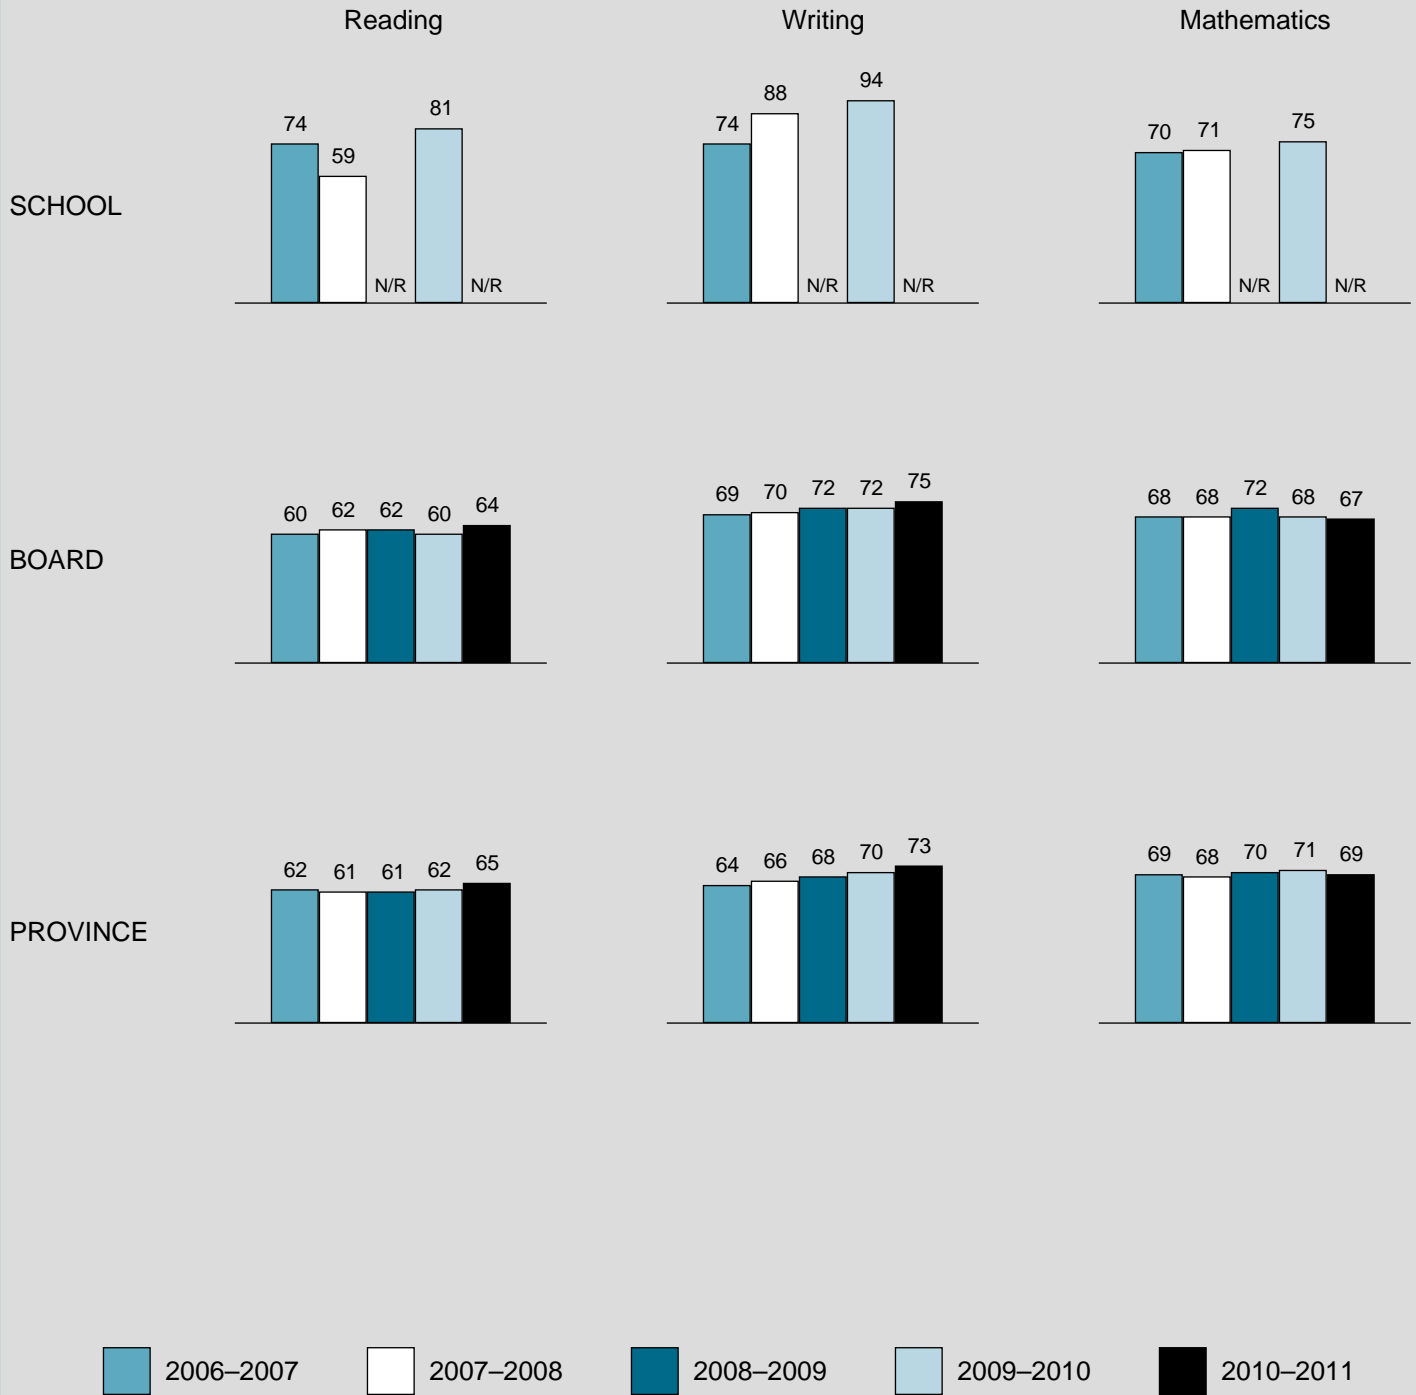 Reading Writing Mathematics
SCHOOL
74 59 N/R 81 N/R
74 88 N/R 94 N/R
70 71 N/R 75 N/R
BOARD
60 62 62 60 64
69 70 72 72 75
68 68 72 68 67
PROVINCE
62 61 61 62 65
64 66 68 70 73
69 68 70 71 69
2006–2007 2007–2008 2008–2009 2009–2010 2010–2011